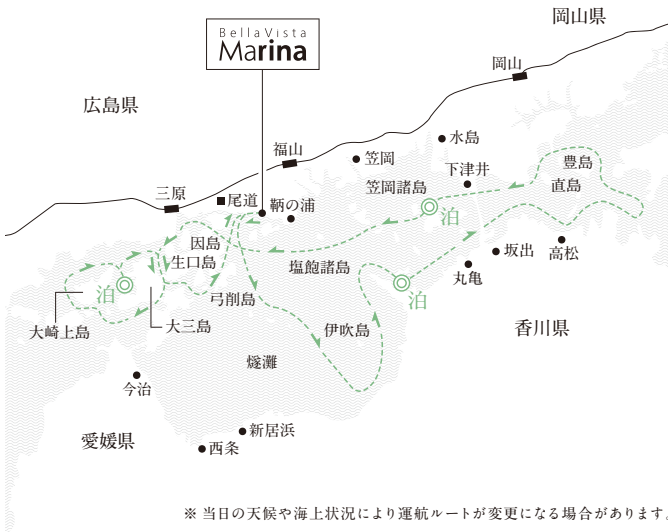 岡山県
BellaVista
Marina
岡山
広島県
水島
福山
笠岡
下津井
豊島
三原
尾道
鞆の浦
笠岡諸島
直島
泊
因島
生口島
塩飽諸島
坂出
高松
丸亀
泊
弓削島
泊
大崎上島
大三島
伊吹島
香川県
燧灘
今治
愛媛県
新居浜
西条
※ 当日の天候や海上状況により運航ルートが変更になる場合があります。